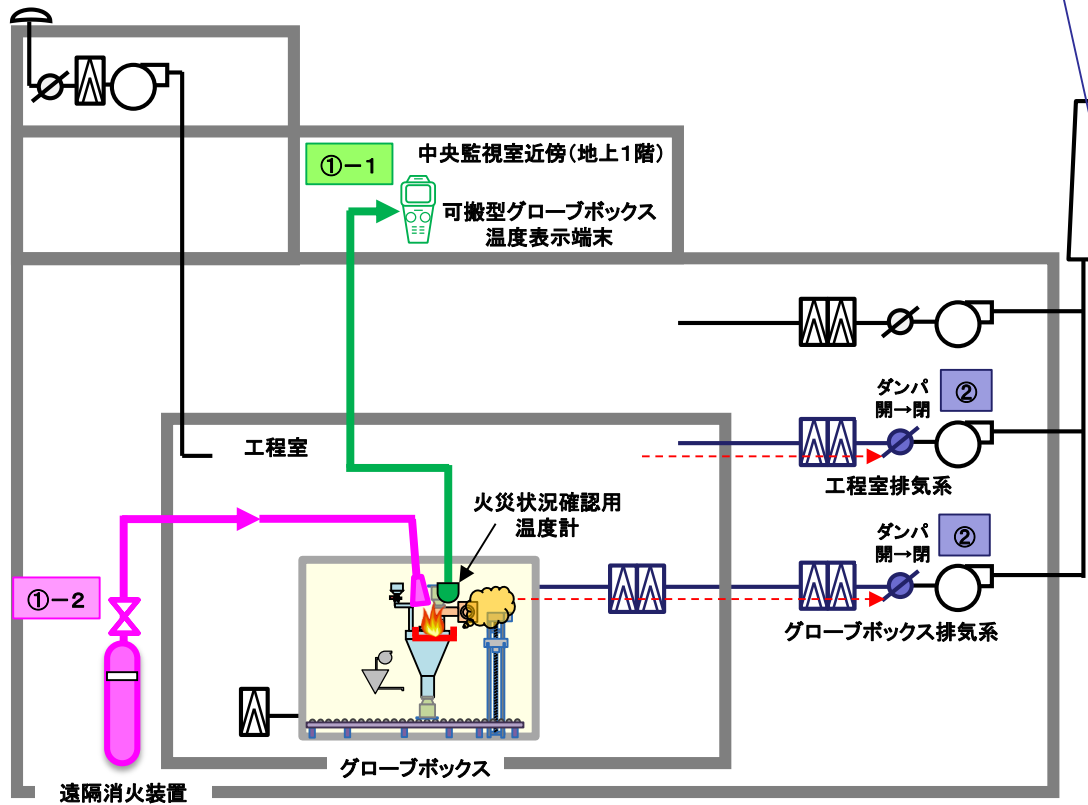 ①－1
中央監視室近傍（地上１階）
可搬型グローブボックス
温度表示端末
ダンパ
開→閉
②
工程室
工程室排気系
火災状況確認用
温度計
ダンパ
開→閉
②
①－２
グローブボックス排気系
グローブボックス
遠隔消火装置